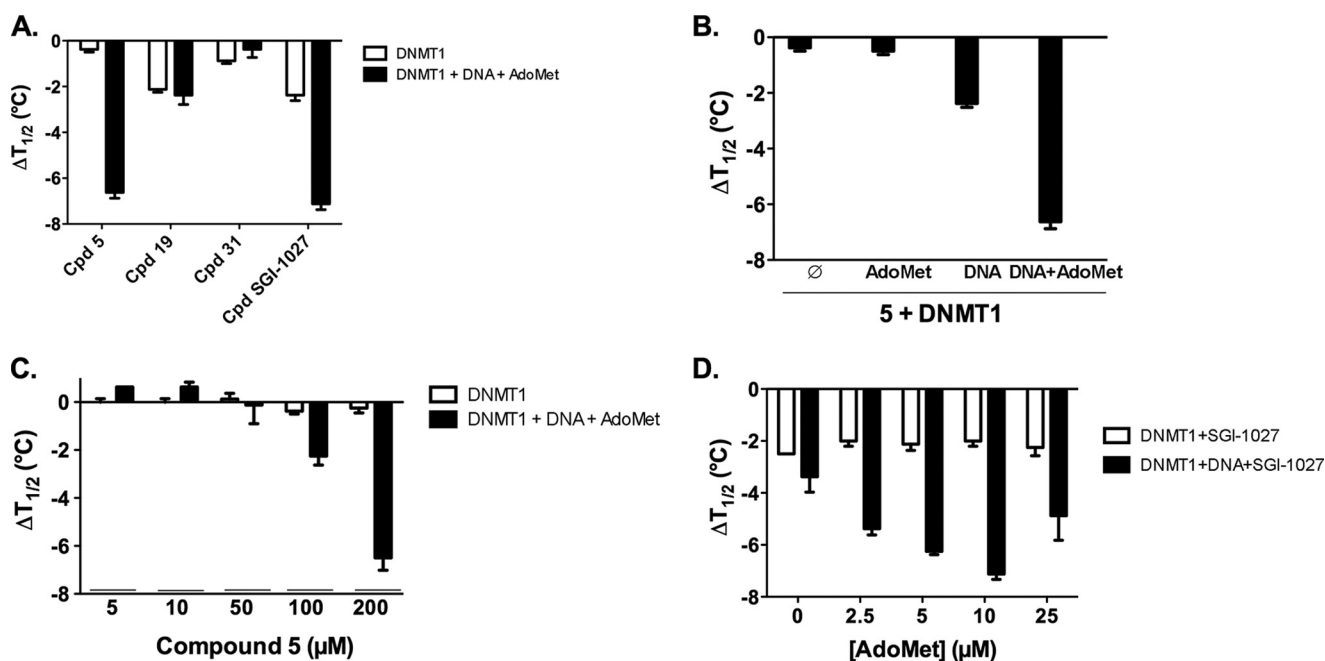 A.
0
-2
-4
-6
-8
ΔT1/2 (°C)
Cpd 5
Cpd 19
Cpd 31
Cpd SGI-1027
DNMT1
DNMT1 + DNA + AdoMet
B.
0
-2
-4
-6
-8
ΔT1/2 (°C)
∅ AdoMet DNA DNA+AdoMet
5 + DNMT1
C.
0
-2
-4
-6
-8
ΔT1/2 (°C)
5 10 50 100 200
Compound 5 (µM)
DNMT1
DNMT1 + DNA + AdoMet
D.
0
-2
-4
-6
-8
ΔT1/2 (°C)
0 2.5 5 10 25
[AdoMet] (µM)
DNMT1+SGI-1027
DNMT1+DNA+SGI-1027